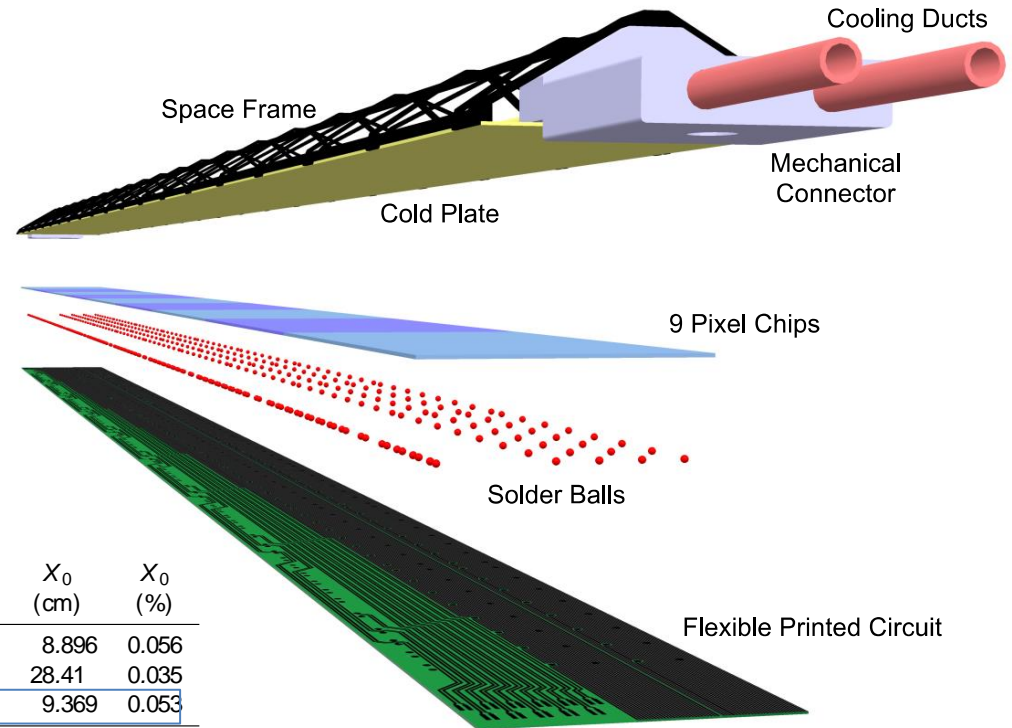 Cooling Ducts
Space Frame
Mechanical
Connector
Cold Plate
9 Pixel Chips
Solder Balls
X0 X0
(cm) (%)
8.896 0.056
28.41 0.035
9.369 0.053
Flexible Printed Circuit